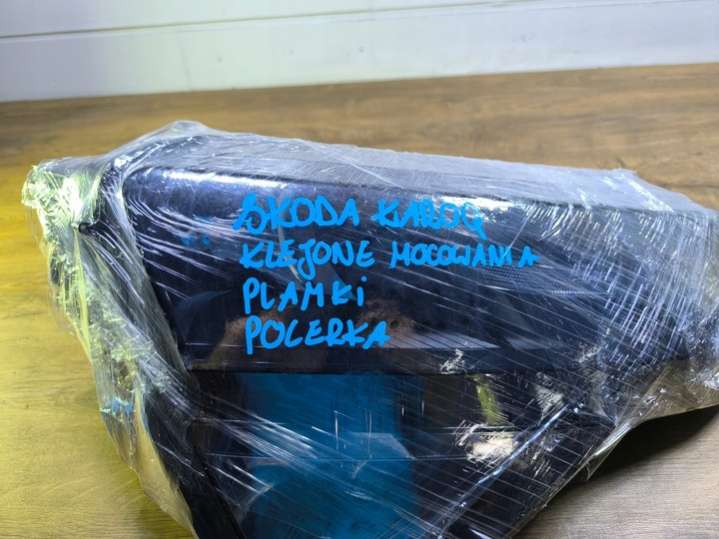 SKODA KAROQ
KLEJONE MOCOWANIA
PLAMKI
POLERKA